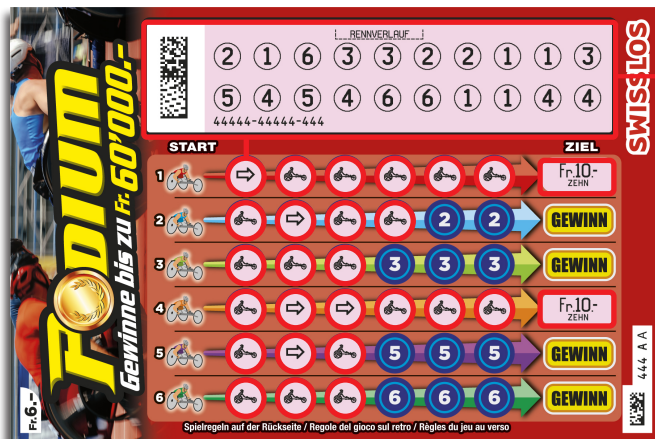 PODIUM
Gewinne bis zu Fr. 60'000.-
Fr. 6.-
RENNVERLAUF
2 1 6 3 3 2 2 1 1 3
5 4 5 4 6 6 1 1 4 4
44444-44444-444
SWISSLOS
START ZIEL
1 Fr.10.-
ZEHN
2 2 2 GEWINN
3 3 3 3 GEWINN
4 Fr.10.-
ZEHN
5 5 5 5 GEWINN
6 6 6 6 GEWINN
444 AA
Spielregeln auf der Rückseite / Regole del gioco sul retro / Règles du jeu au verso